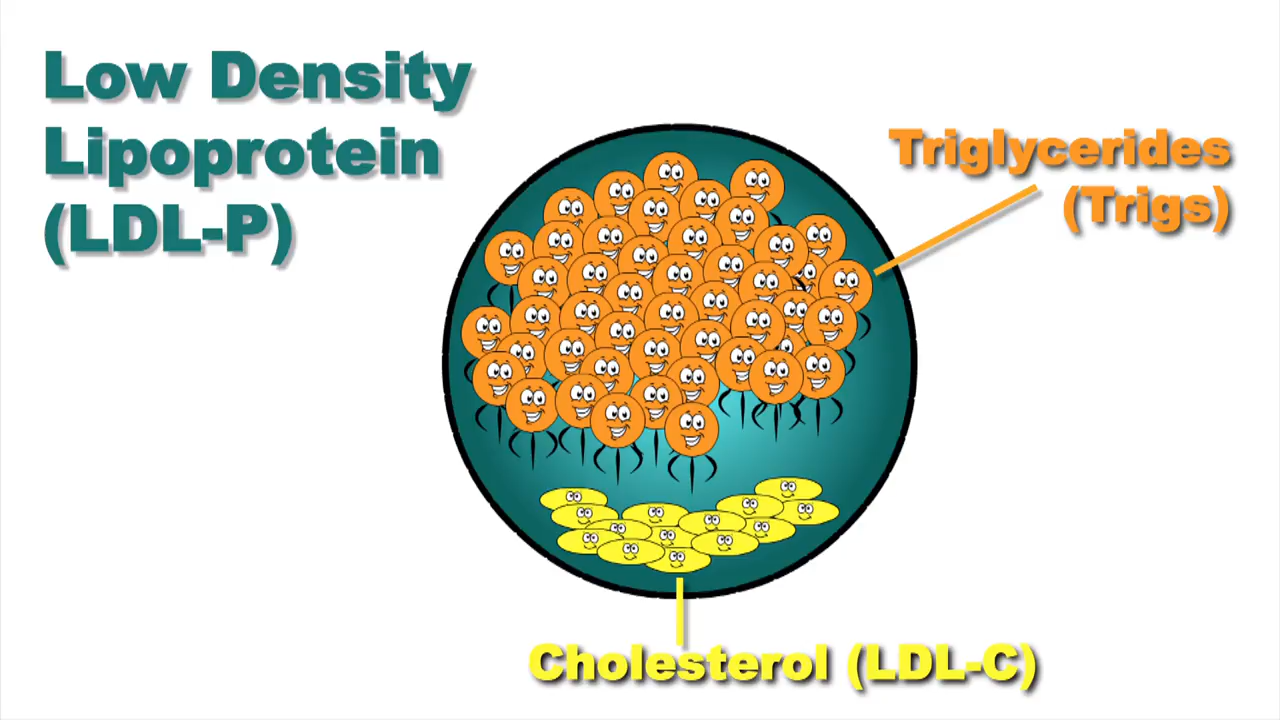 Low Density
Lipoprotein
(LDL-P)
Triglycerides
(Trigs)
Cholesterol (LDL-C)